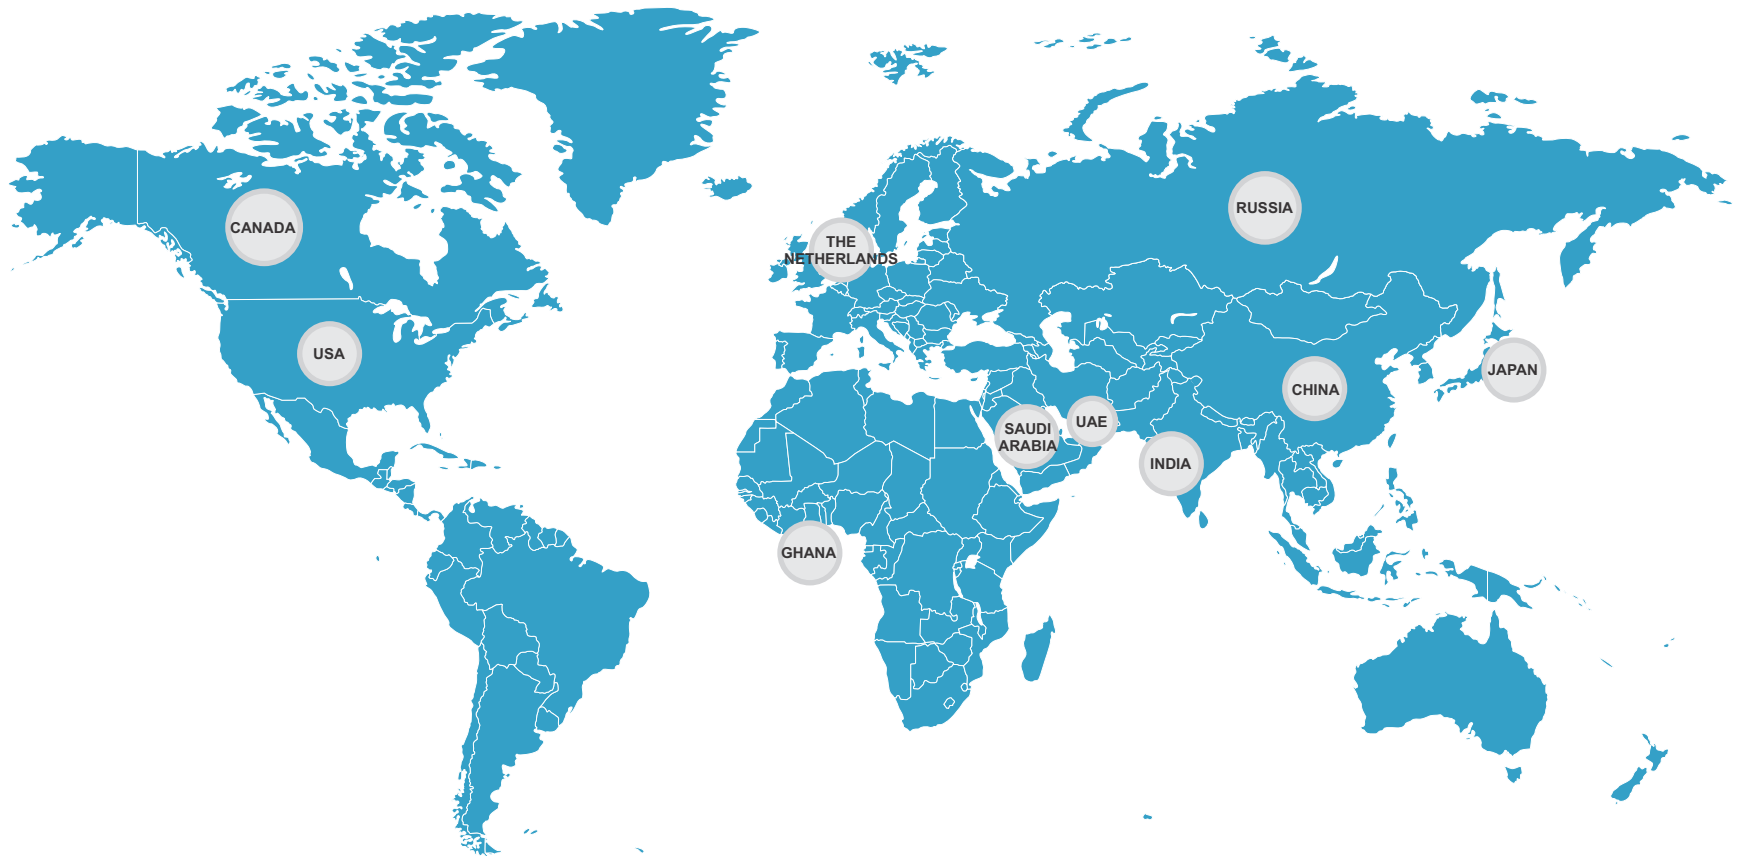 RUSSIA
CANADA
THE
NETHERLANDS
USA
JAPAN
CHINA
UAE
SAUDI
ARABIA
INDIA
GHANA